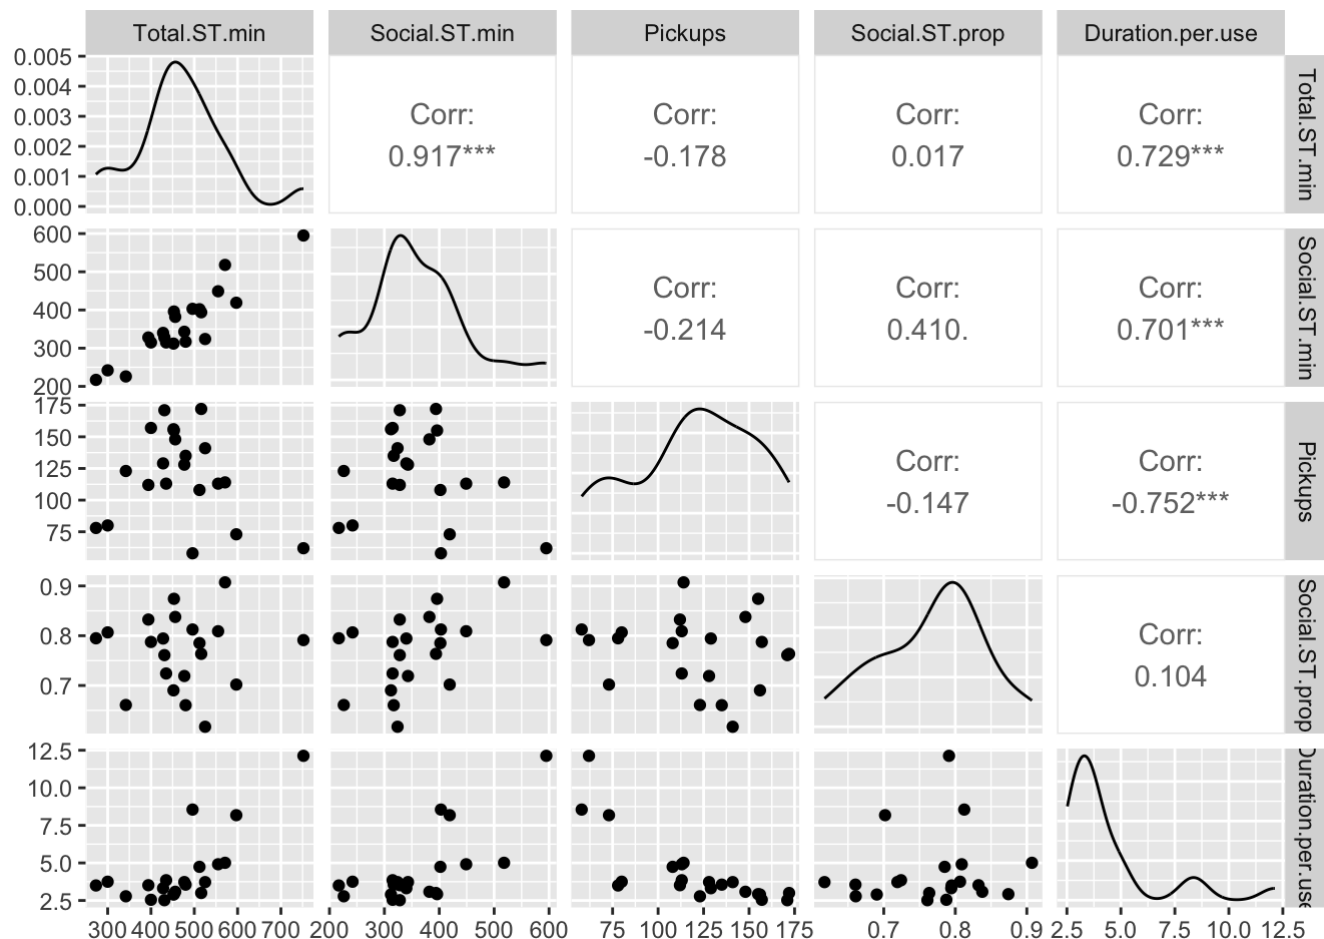 Total.ST.min
Social.ST.min
Pickups
Social.ST.prop
Duration.per.use
0.005
0.004
0.003
0.002
0.001
0.000
Corr:
0.917***
Corr:
-0.178
Corr:
0.017
Corr:
0.729***
Total.ST.min
600
500
400
300
200
Corr:
-0.214
Corr:
0.410.
Corr:
0.701***
Social.ST.min
175
150
125
100
75
Corr:
-0.147
Corr:
-0.752***
Pickups
0.9
0.8
0.7
Corr:
0.104
Social.ST.prop
12.5
10.0
7.5
5.0
2.5
Duration.per.use
300 400 500 600 700
200 300 400 500 600
75 100 125 150 175
0.7 0.8 0.9
2.5 5.0 7.5 10.0 12.5